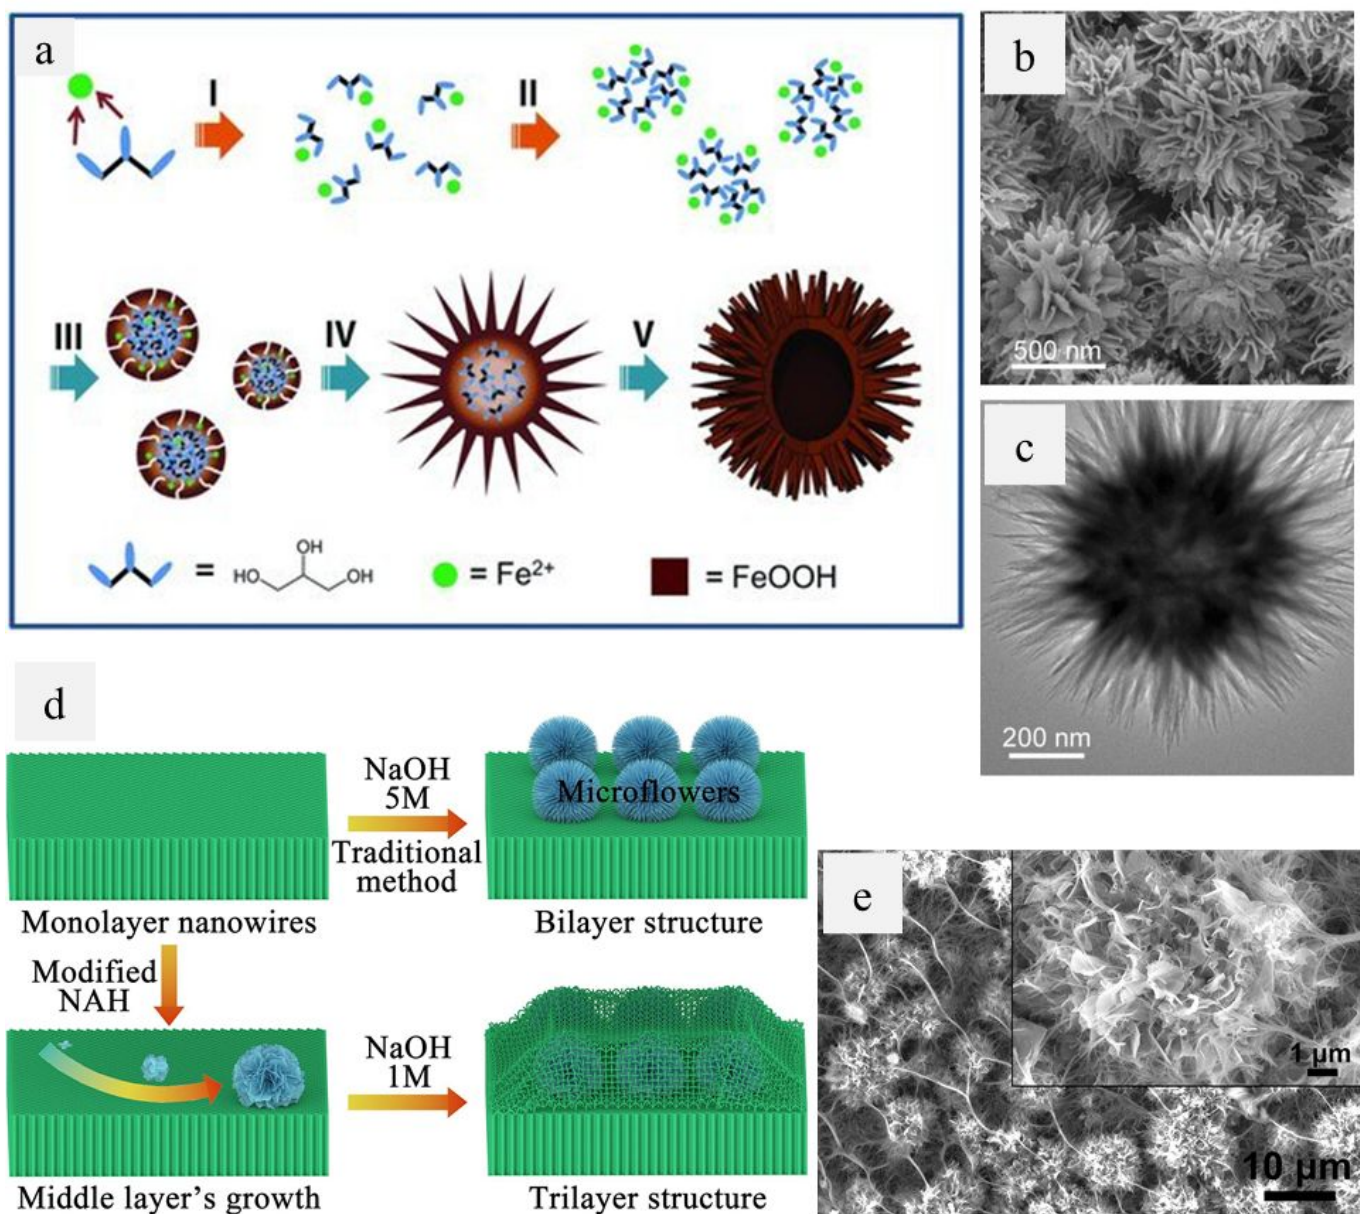 a
I
II
III
IV
V
= HO OH OH
= Fe²⁺
= FeOOH
b
500 nm
c
200 nm
d
NaOH
5M
Traditional
method
Microflowers
Monolayer nanowires
Bilayer structure
Modified
NAH
NaOH
1M
Middle layer's growth
Trilayer structure
e
1 μm
10 μm